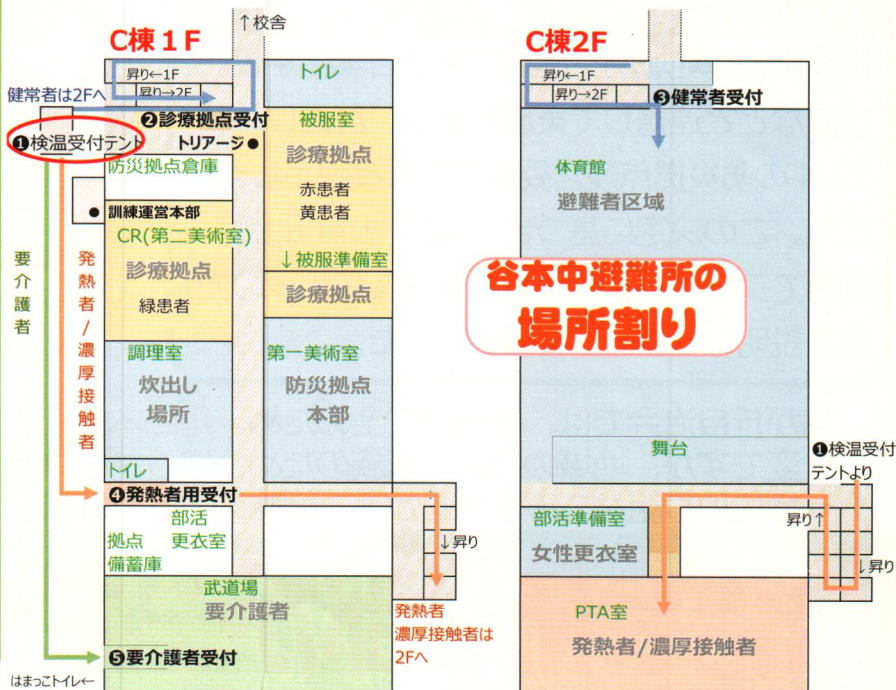 C棟1F
↑校舎
昇り←1F
昇り→2F
トイレ
健常者は2Fへ
❶検温受付テント
❷診療拠点受付
トリアージ●
防災拠点倉庫
被服室
診療拠点
赤患者
黄患者
↓被服準備室
診療拠点
●訓練運営本部
CR(第二美術室)
診療拠点
緑患者
要介護者
発熱者/濃厚接触者
調理室
炊出し
場所
第一美術室
防災拠点
本部
トイレ
❹発熱者用受付
部活
更衣室
拠点
備蓄庫
↓昇り
武道場
要介護者
発熱者
濃厚接触者は
2Fへ
❺要介護者受付
はまっこトイレ←
C棟2F
昇り←1F
昇り→2F
❸健常者受付
体育館
避難者区域
谷本中避難所の
場所割り
舞台
❶検温受付
テントより
昇り↑
↓昇り
部活準備室
女性更衣室
PTA室
発熱者/濃厚接触者